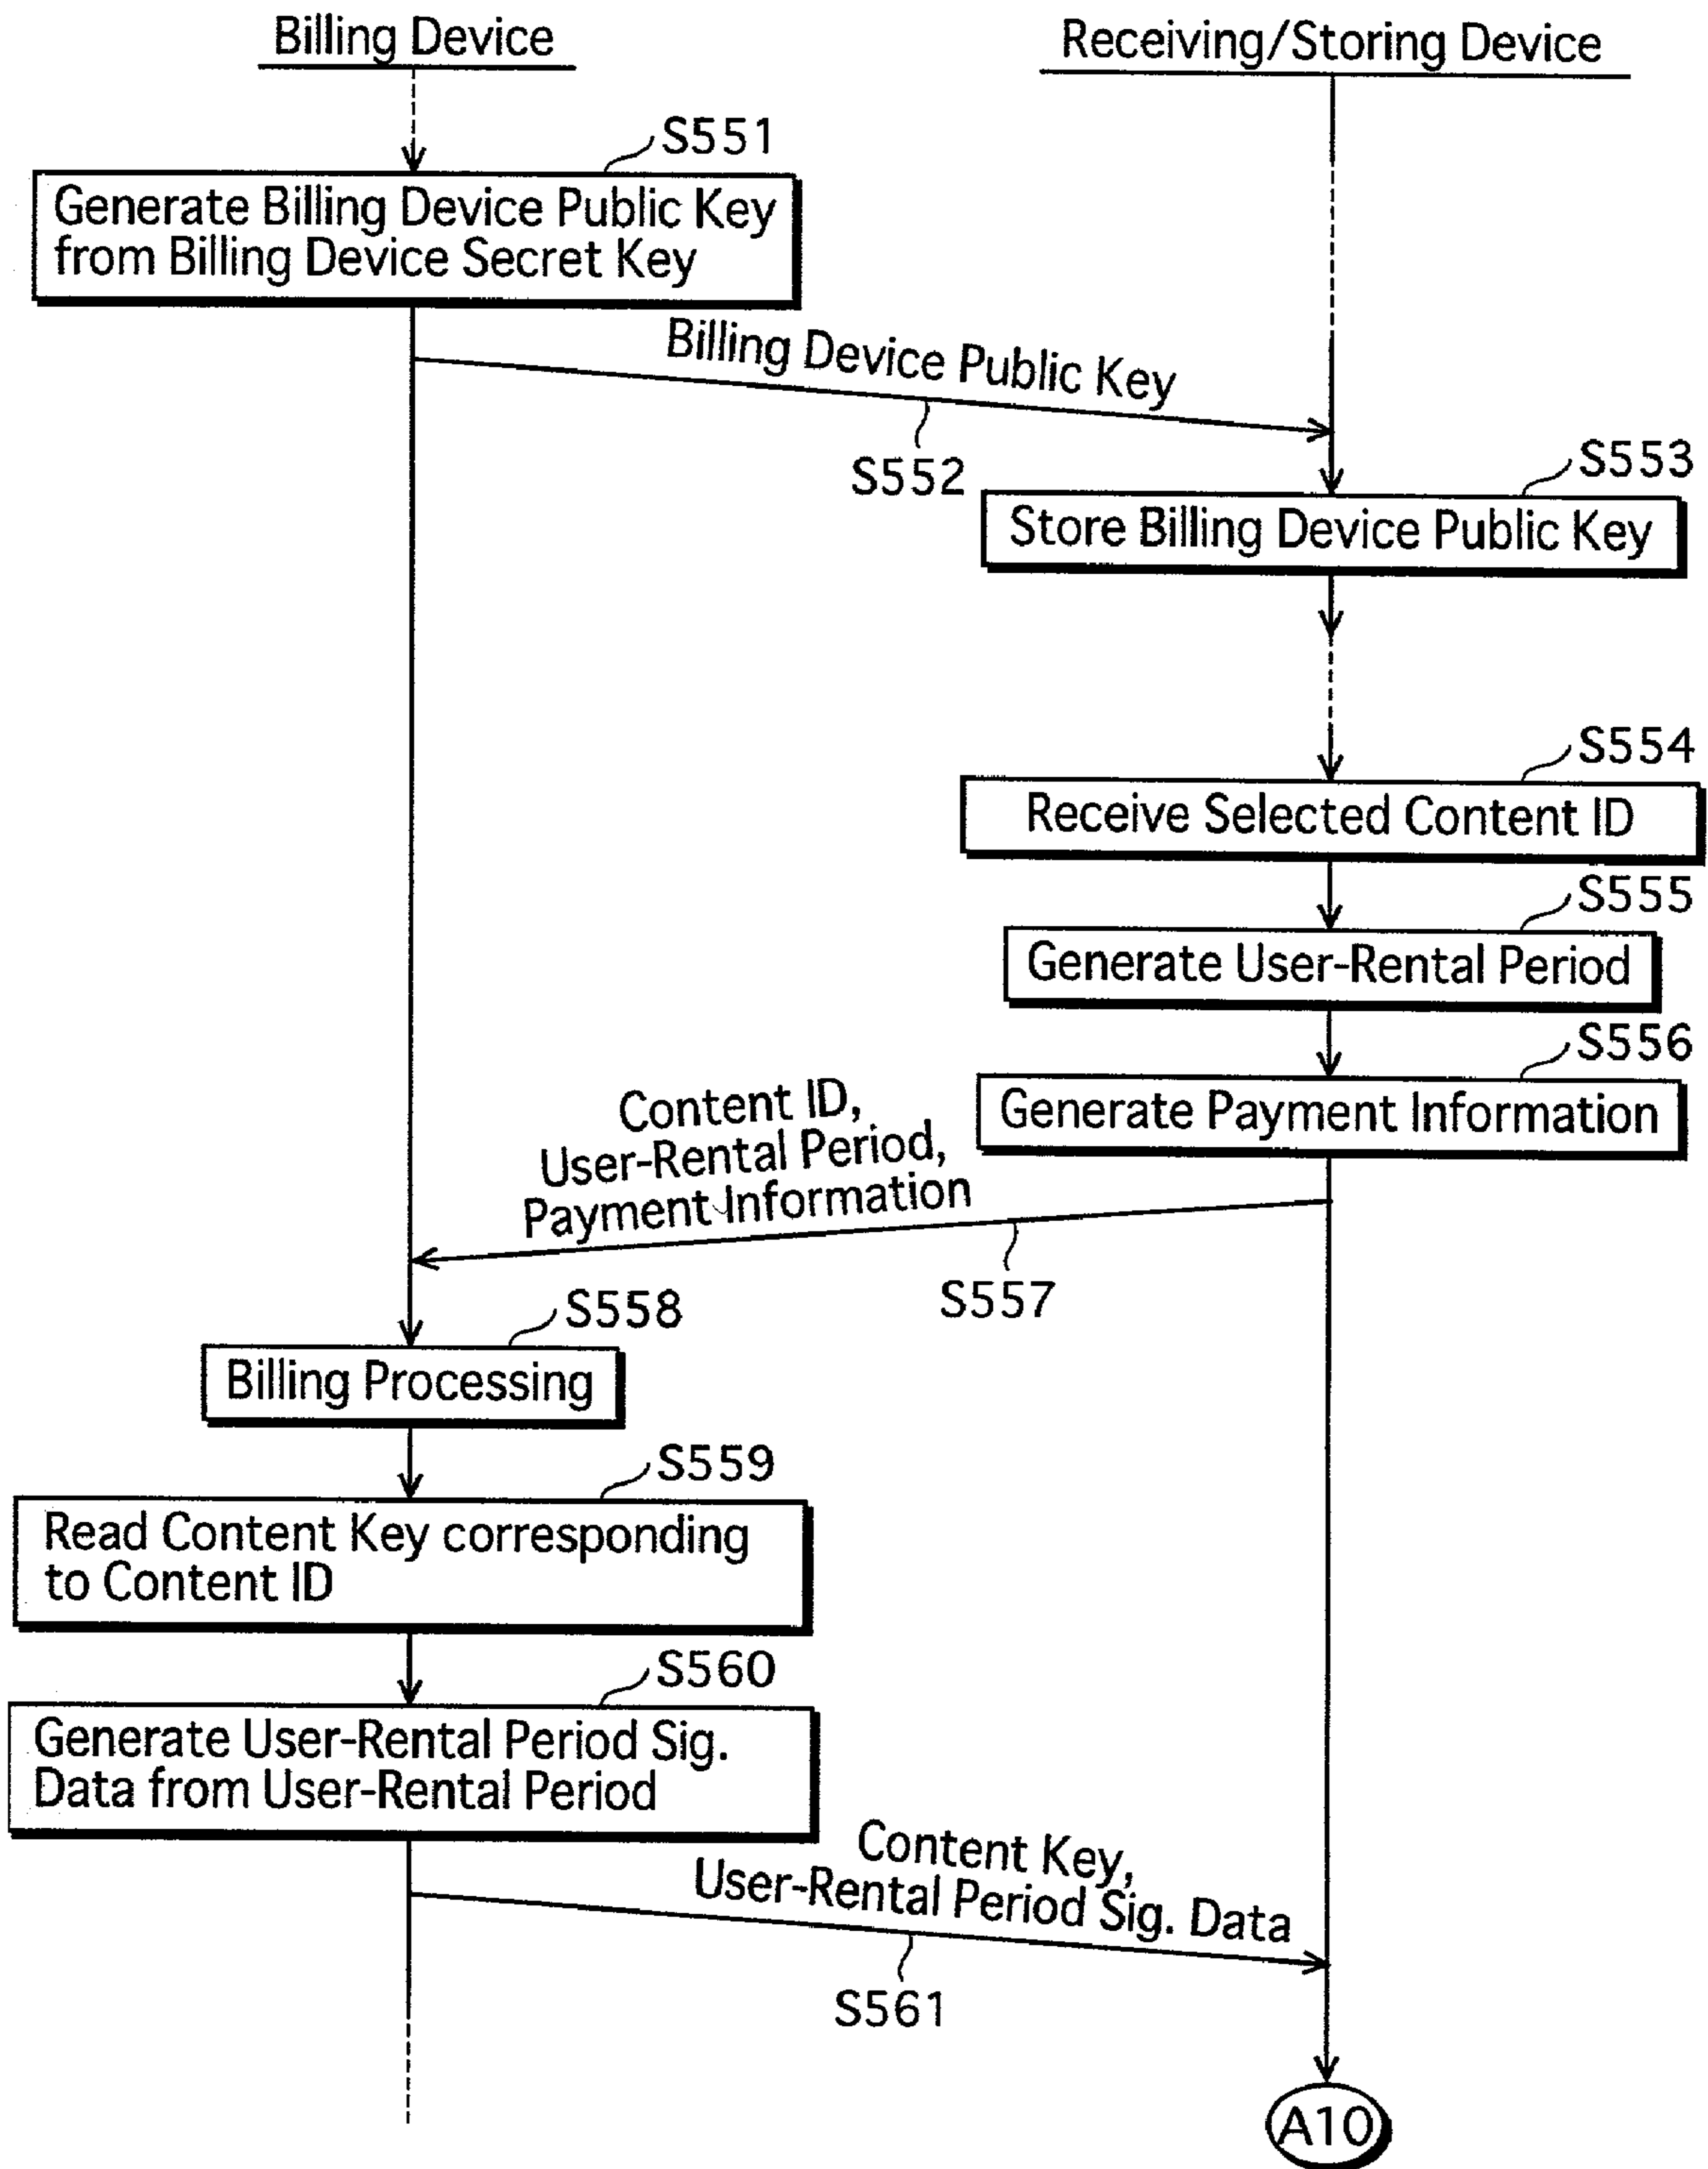 Billing Device
Receiving/Storing Device
S551
Generate Billing Device Public Key
from Billing Device Secret Key
Billing Device Public Key
S552
S553
Store Billing Device Public Key
S554
Receive Selected Content ID
S555
Generate User-Rental Period
S556
Generate Payment Information
Content ID,
User-Rental Period,
Payment Information
S557
S558
Billing Processing
S559
Read Content Key corresponding
to Content ID
S560
Generate User-Rental Period Sig.
Data from User-Rental Period
Content Key,
User-Rental Period Sig. Data
S561
A10